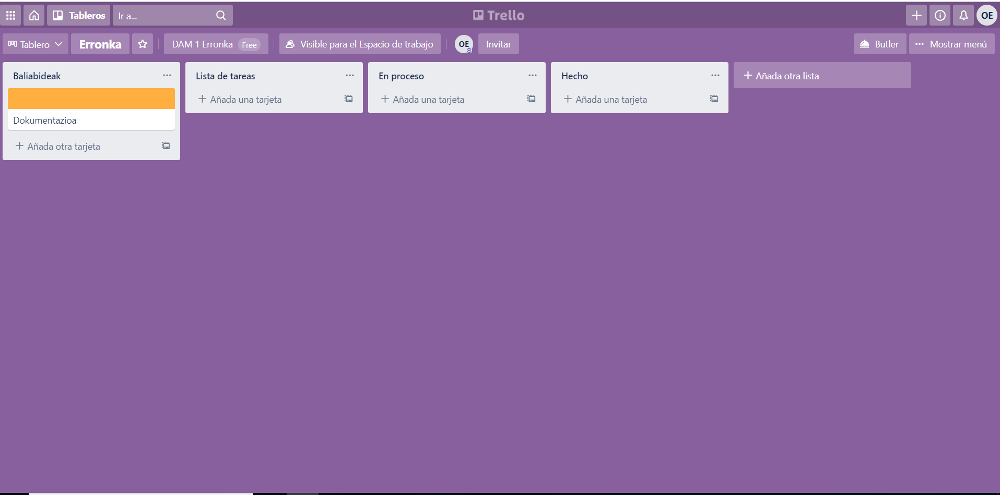 Tableros Ir a... Trello OE
Tablero Erronka DAM 1 Erronka Free Visible para el Espacio de trabajo OE Invitar Butler Mostrar menú
Baliabideak
Dokumentazioa
Añada otra tarjeta
Lista de tareas
Añada una tarjeta
En proceso
Añada una tarjeta
Hecho
Añada una tarjeta
Añada otra lista